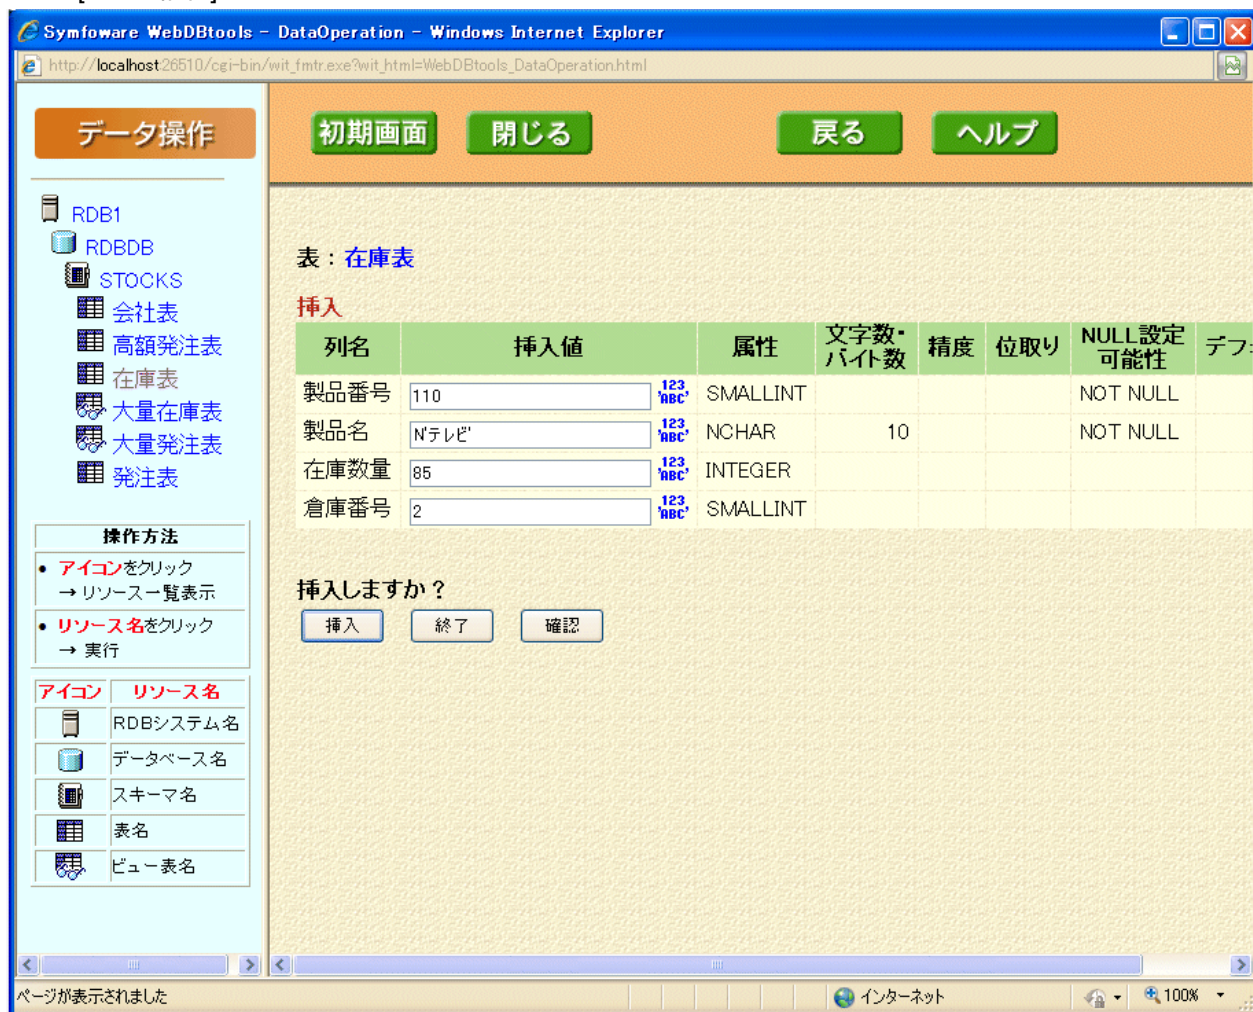 Symfoware WebDBtools - DataOperation - Windows Internet Explorer
http://localhost:26510/cgi-bin/wit_fmtr.exe?wit_html=WebDBtools_DataOperation.html
データ操作
初期画面 閉じる 戻る ヘルプ
RDB1
RDBDB
STOCKS
会社表
高額発注表
在庫表
大量在庫表
大量発注表
発注表
操作方法
• アイコンをクリック
→ リソース一覧表示
• リソース名をクリック
→ 実行
アイコン リソース名
RDBシステム名
データベース名
スキーマ名
表名
ビュー表名
表：在庫表
挿入
列名 挿入値 属性 文字数・バイト数 精度 位取り NULL設定可能性 デフ
製品番号 110 123,'ABC' SMALLINT NOT NULL
製品名 N'テレビ' 123,'ABC' NCHAR 10 NOT NULL
在庫数量 85 123,'ABC' INTEGER
倉庫番号 2 123,'ABC' SMALLINT
挿入しますか？
挿入 終了 確認
ページが表示されました インターネット 100%